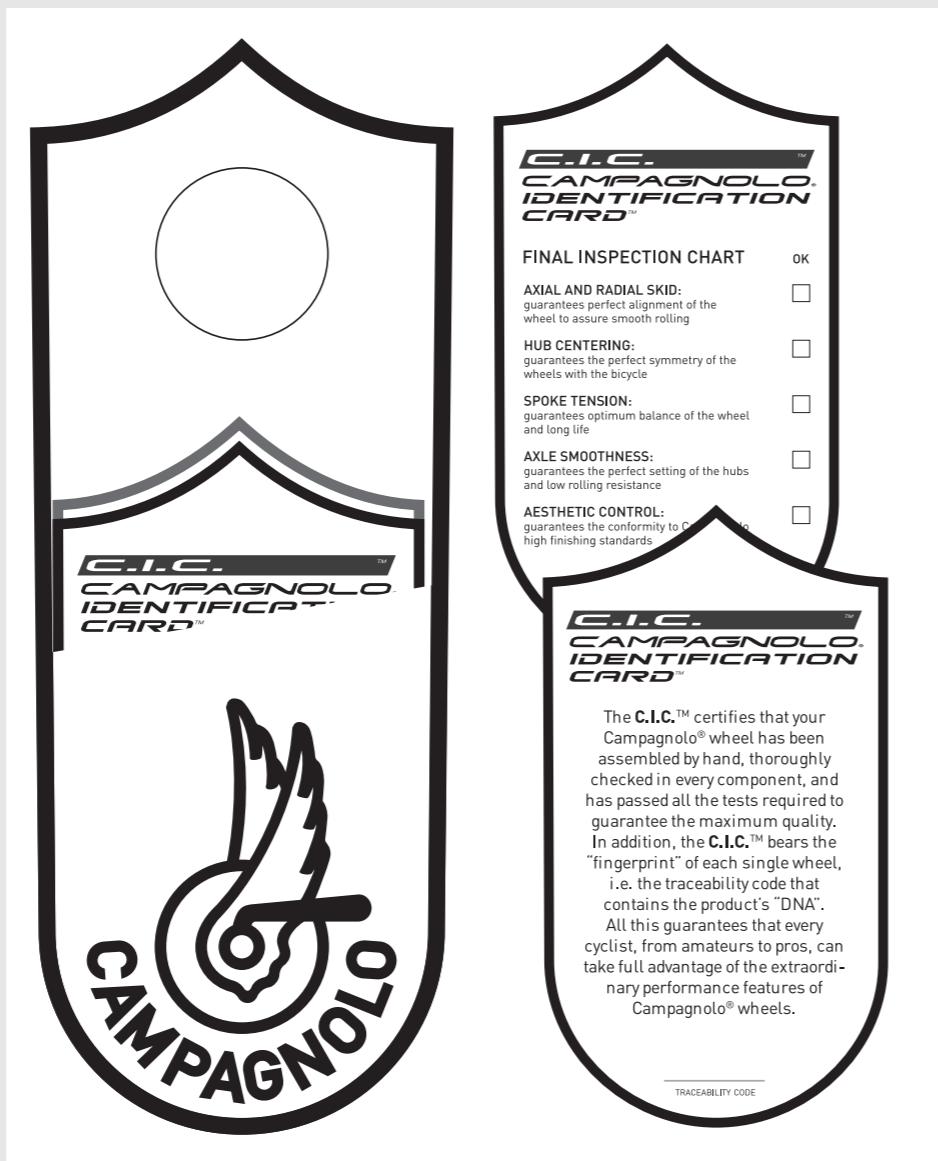 C.I.C.™
CAMPAGNOLO®
IDENTIFICAT
CARD™
CAMPAGNOLO
C.I.C.™
CAMPAGNOLO®
IDENTIFICATION
CARD™
FINAL INSPECTION CHART OK
AXIAL AND RADIAL SKID:
guarantees perfect alignment of the
wheel to assure smooth rolling
HUB CENTERING:
guarantees the perfect symmetry of the
wheels with the bicycle
SPOKE TENSION:
guarantees optimum balance of the wheel
and long life
AXLE SMOOTHNESS:
guarantees the perfect setting of the hubs
and low rolling resistance
AESTHETIC CONTROL:
guarantees the conformity to
high finishing standards
C.I.C.™
CAMPAGNOLO®
IDENTIFICATION
CARD™
The C.I.C.™ certifies that your
Campagnolo® wheel has been
assembled by hand, thoroughly
checked in every component, and
has passed all the tests required to
guarantee the maximum quality.
In addition, the C.I.C.™ bears the
“fingerprint” of each single wheel,
i.e. the traceability code that
contains the product’s “DNA”.
All this guarantees that every
cyclist, from amateurs to pros, can
take full advantage of the extraordi-
nary performance features of
Campagnolo® wheels.
TRACEABILITY CODE